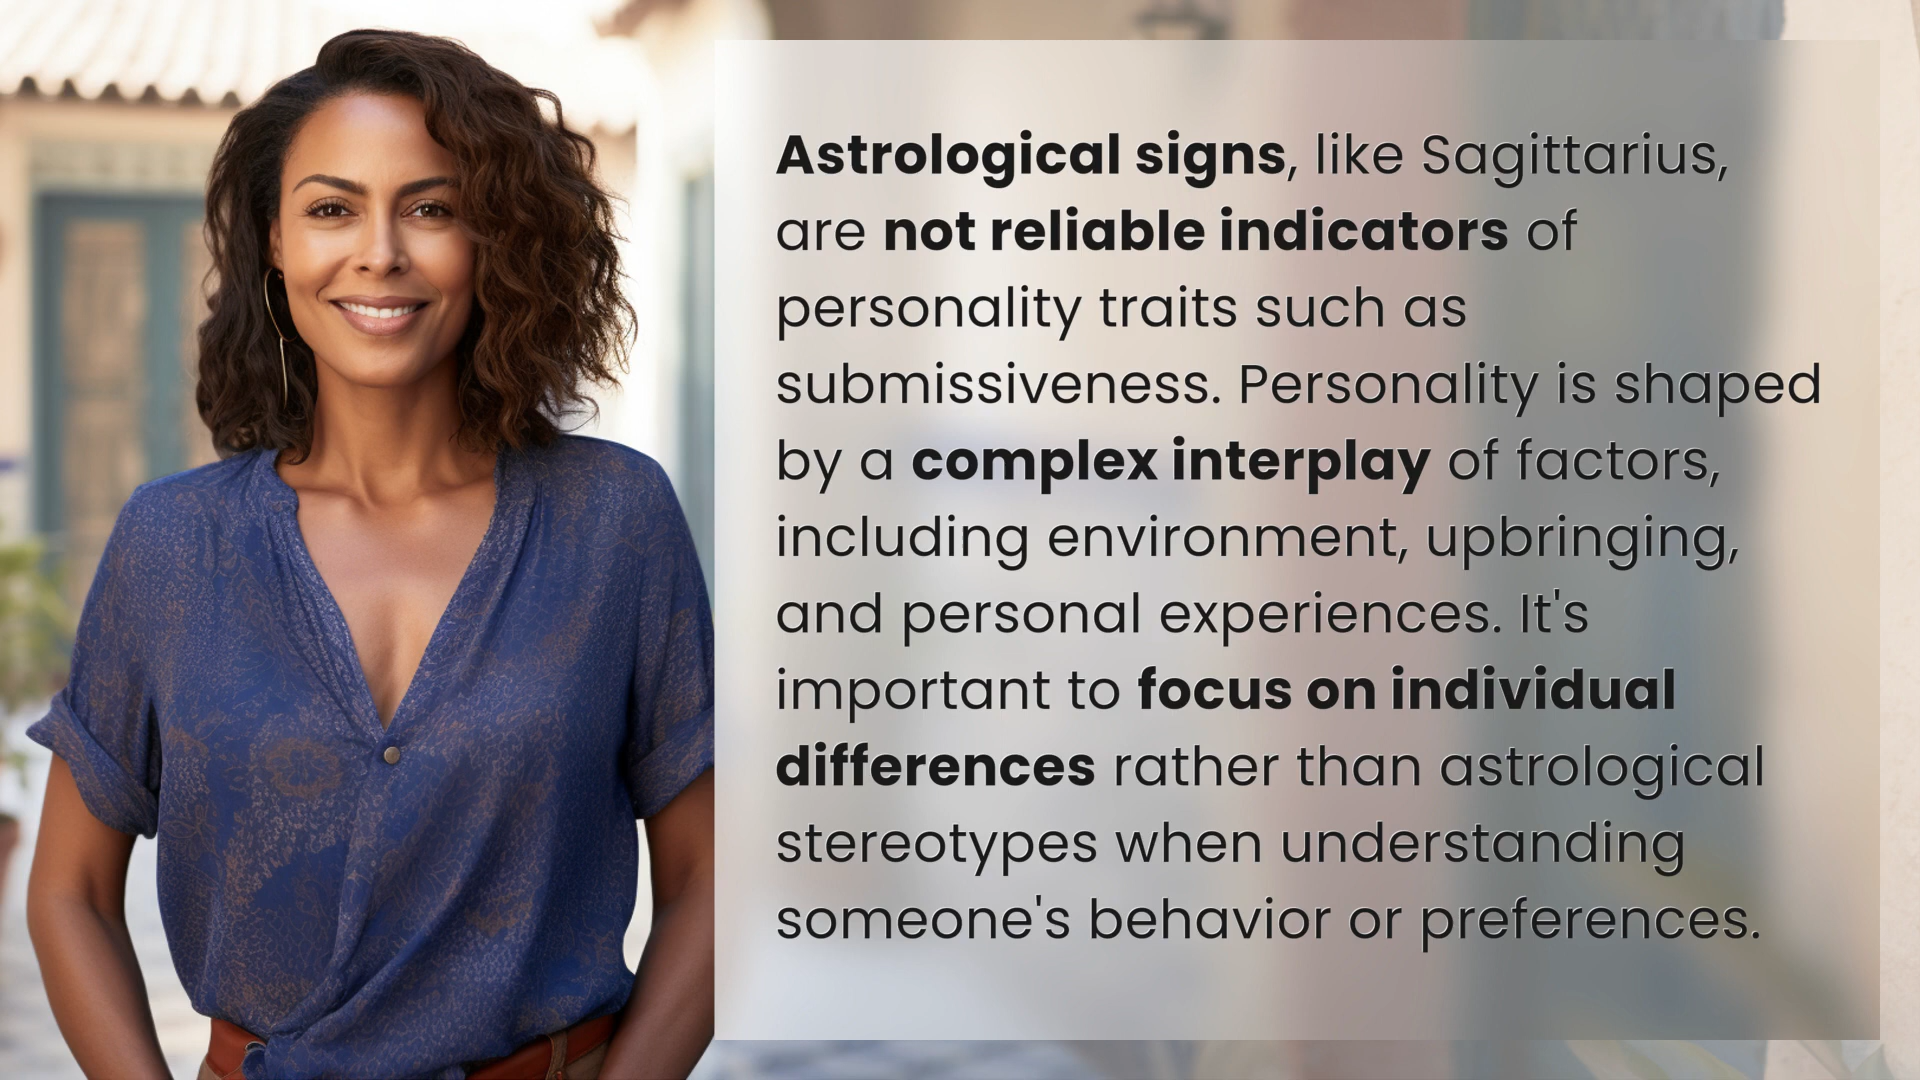 Astrological signs, like Sagittarius,
are not reliable indicators of
personality traits such as
submissiveness. Personality is shaped
by a complex interplay of factors,
including environment, upbringing,
and personal experiences. It's
important to focus on individual
differences rather than astrological
stereotypes when understanding
someone's behavior or preferences.